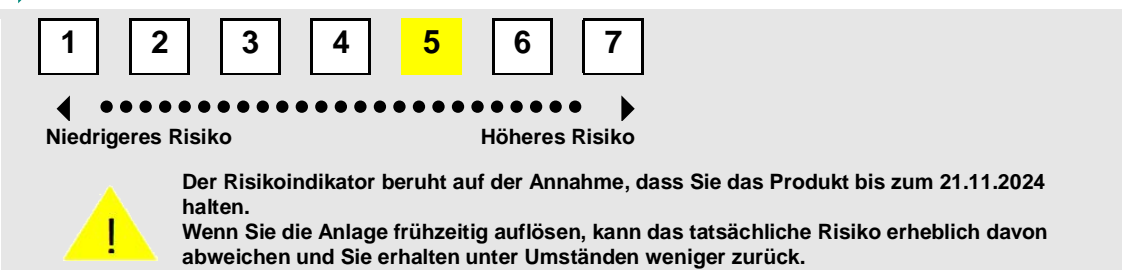 1 2 3 4 5 6 7
Niedrigeres Risiko Höheres Risiko
Der Risikoindikator beruht auf der Annahme, dass Sie das Produkt bis zum 21.11.2024
halten.
Wenn Sie die Anlage frühzeitig auflösen, kann das tatsächliche Risiko erheblich davon
abweichen und Sie erhalten unter Umständen weniger zurück.
!